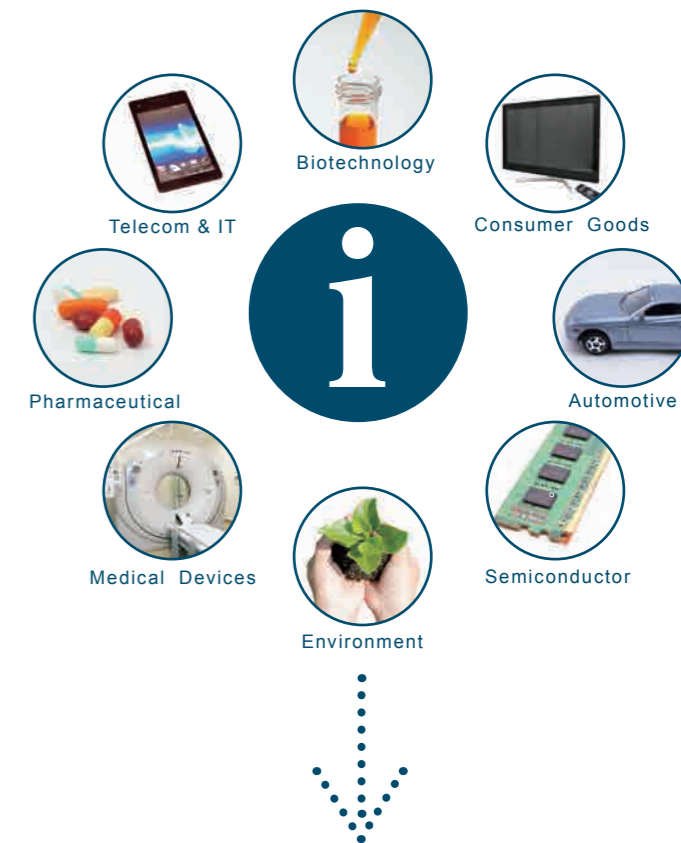 Biotechnology
Telecom & IT
Consumer Goods
i
Pharmaceutical
Automotive
Medical Devices
Semiconductor
Environment